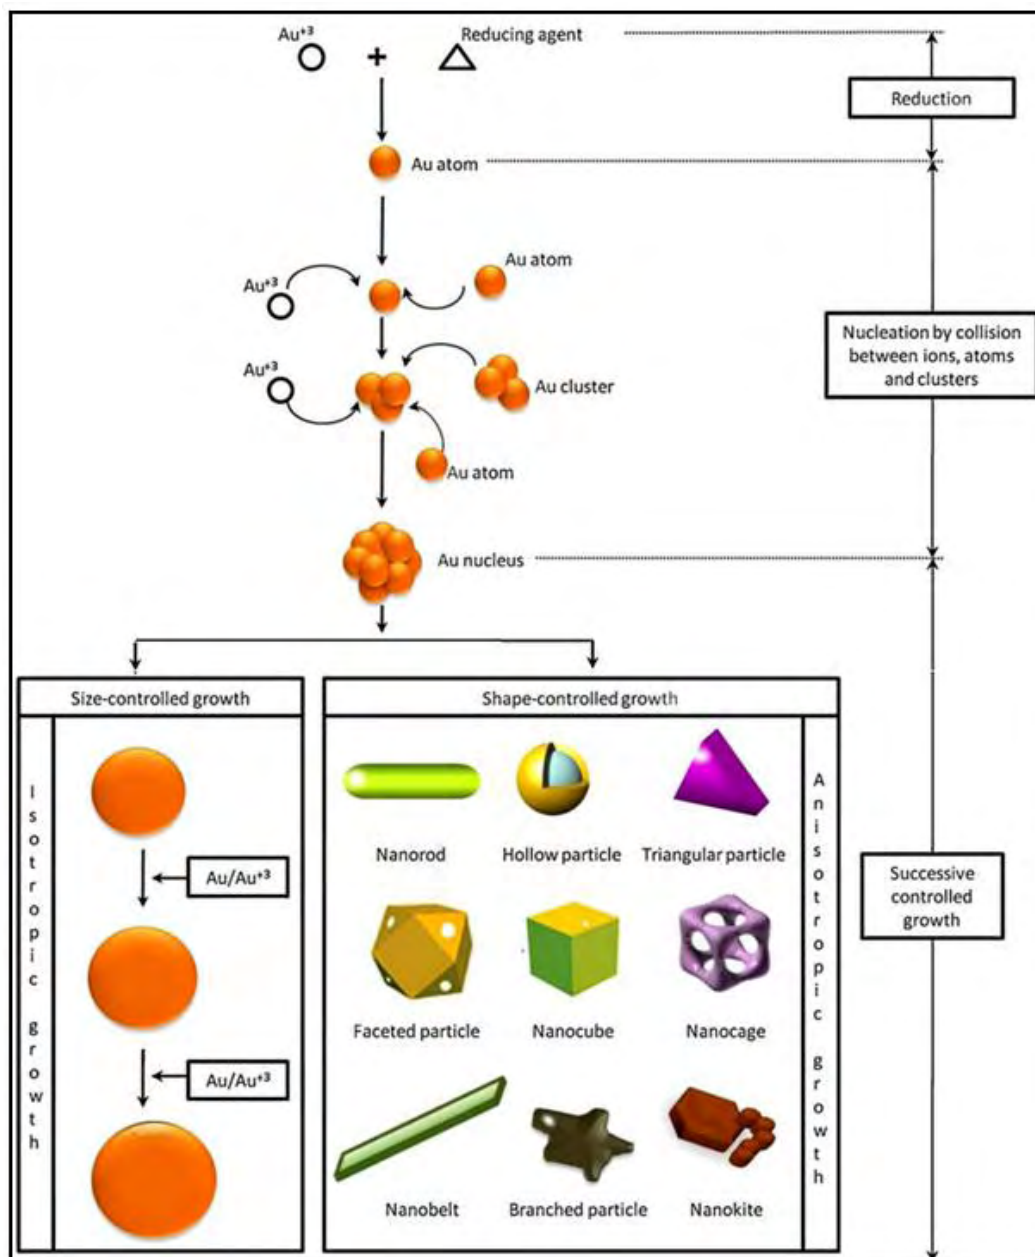 Au⁺³
+
Reducing agent
Reduction
Au atom
Au atom
Au⁺³
Nucleation by collision
between ions, atoms
and clusters
Au⁺³
Au cluster
Au atom
Au nucleus
Size-controlled growth
Shape-controlled growth
Isotropic growth
Au/Au⁺³
Au/Au⁺³
Nanorod
Hollow particle
Triangular particle
Faceted particle
Nanocube
Nanocage
Nanobelt
Branched particle
Nanokite
Anisotropic growth
Successive
controlled
growth